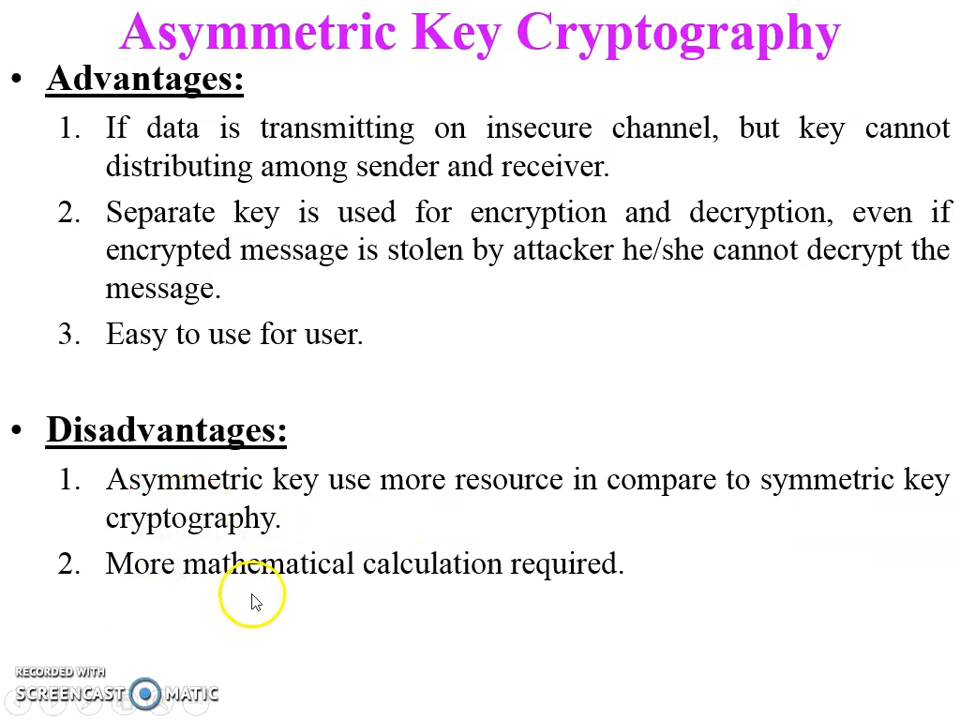 Asymmetric Key Cryptography
• Advantages:
1. If data is transmitting on insecure channel, but key cannot
distributing among sender and receiver.
2. Separate key is used for encryption and decryption, even if
encrypted message is stolen by attacker he/she cannot decrypt the
message.
3. Easy to use for user.
• Disadvantages:
1. Asymmetric key use more resource in compare to symmetric key
cryptography.
2. More mathematical calculation required.
RECORDED WITH
SCREENCAST MATIC